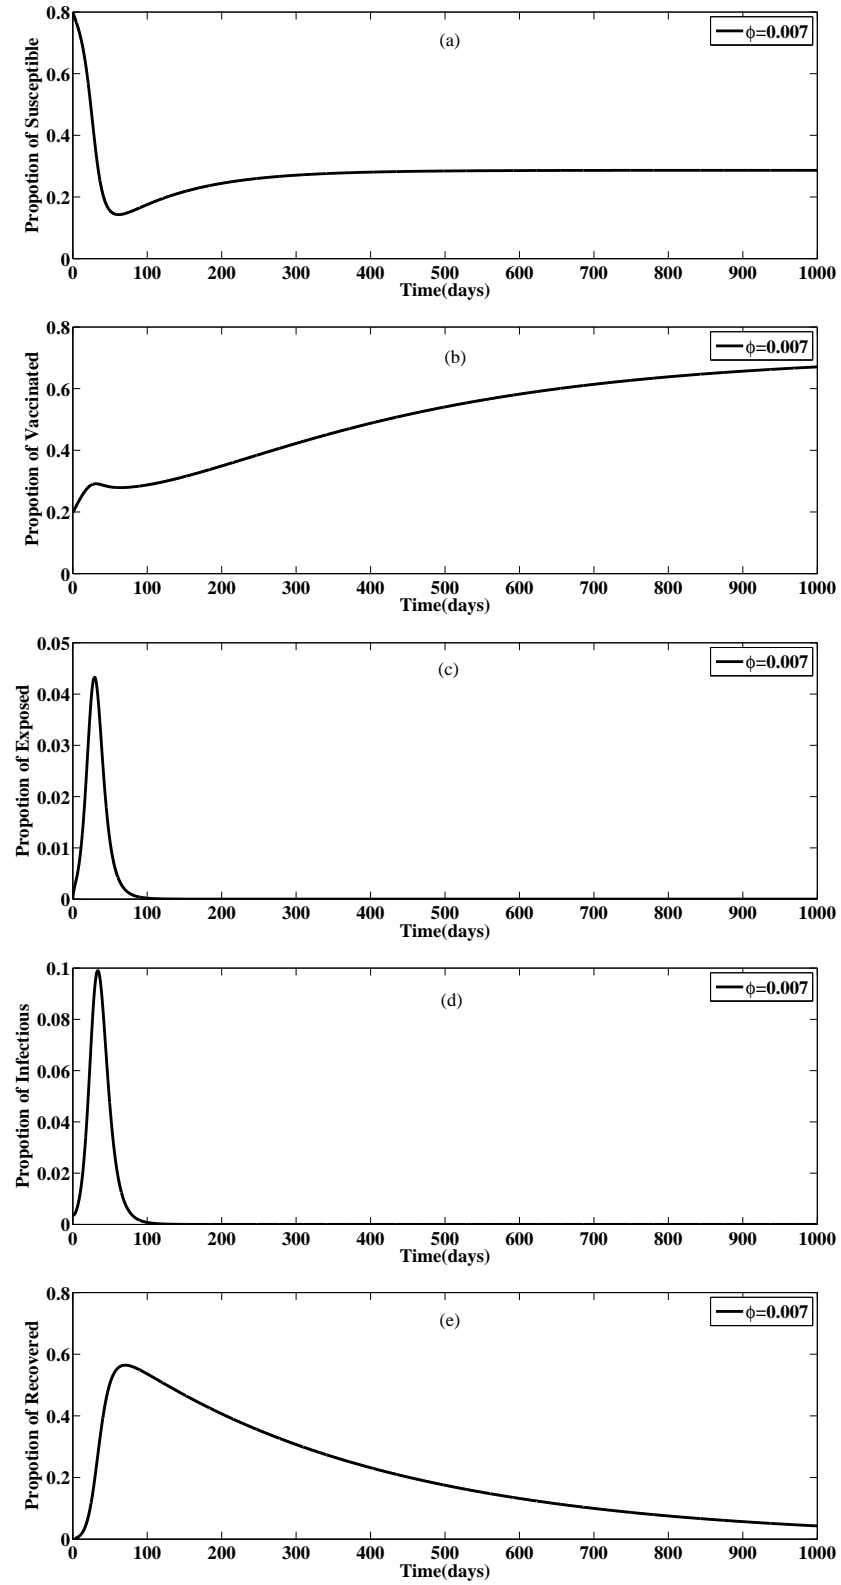 0.8
(a)
ϕ=0.007
0.6
0.4
0.2
0
Propotion of Susceptible
0 100 200 300 400 500 600 700 800 900 1000
Time(days)
0.8
(b)
ϕ=0.007
0.6
0.4
0.2
0
Propotion of Vaccinated
0 100 200 300 400 500 600 700 800 900 1000
Time(days)
0.05
(c)
ϕ=0.007
0.04
0.03
0.02
0.01
0
Propotion of Exposed
0 100 200 300 400 500 600 700 800 900 1000
Time(days)
0.1
(d)
ϕ=0.007
0.08
0.06
0.04
0.02
0
Propotion of Infectious
0 100 200 300 400 500 600 700 800 900 1000
Time(days)
0.8
(e)
ϕ=0.007
0.6
0.4
0.2
0
Propotion of Recovered
0 100 200 300 400 500 600 700 800 900 1000
Time(days)